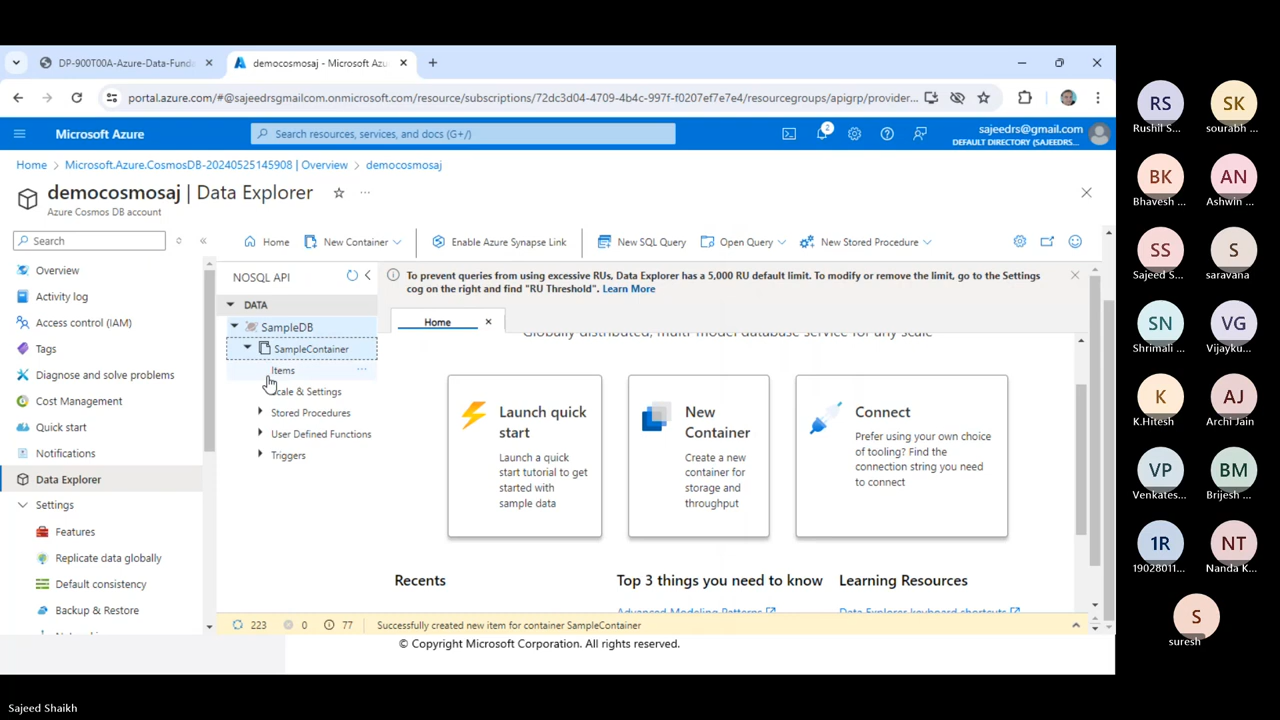 DP-900T00A-Azure-Data-Funda
democosmosaj - Microsoft Azu
portal.azure.com/#@sajeedrsgmailcom.onmicrosoft.com/resource/subscriptions/72dc3d04-4709-4b4c-997f-f0207ef7e7e4/resourcegroups/apigrp/provider...
Microsoft Azure
Search resources, services, and docs (G+/)
2
sajeedrs@gmail.com
DEFAULT DIRECTORY (SAJEEDRS...
Home > Microsoft.Azure.CosmosDB-20240525145908 | Overview > democosmosaj
democosmosaj | Data Explorer
Azure Cosmos DB account
Search
Home
New Container
Enable Azure Synapse Link
New SQL Query
Open Query
New Stored Procedure
Overview
Activity log
Access control (IAM)
Tags
Diagnose and solve problems
Cost Management
Quick start
Notifications
Data Explorer
Settings
Features
Replicate data globally
Default consistency
Backup & Restore
NOSQL API
DATA
SampleDB
SampleContainer
Items
Scale & Settings
Stored Procedures
User Defined Functions
Triggers
To prevent queries from using excessive RUs, Data Explorer has a 5,000 RU default limit. To modify or remove the limit, go to the Settings
cog on the right and find "RU Threshold". Learn More
Home
Globally distributed, multi-model database service for any scale
Launch quick
start
Launch a quick
start tutorial to get
started with
sample data
New
Container
Create a new
container for
storage and
throughput
Connect
Prefer using your own choice
of tooling? Find the
connection string you need
to connect
Recents
Top 3 things you need to know
Learning Resources
Advanced Modeling Patterns
Data Explorer keyboard shortcuts
223
0
77
Successfully created new item for container SampleContainer
© Copyright Microsoft Corporation. All rights reserved.
RS
Rushil S...
SK
sourabh ...
BK
Bhavesh ...
AN
Ashwin ...
SS
Sajeed S...
S
saravana
SN
Shrimali ...
VG
Vijayku...
K
K.Hitesh
AJ
Archi Jain
VP
Venkates...
BM
Brijesh ...
1R
19028011...
NT
Nanda K...
S
suresh
Sajeed Shaikh